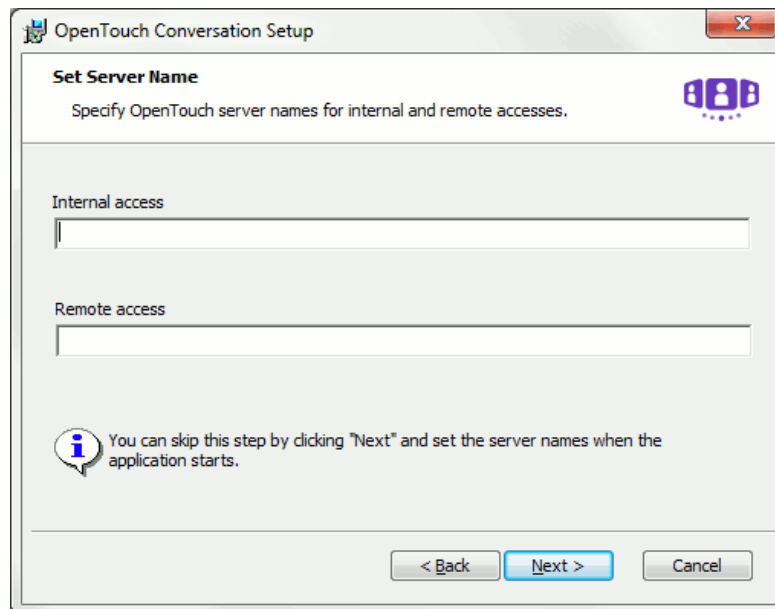 OpenTouch Conversation Setup
Set Server Name
Specify OpenTouch server names for internal and remote accesses.
Internal access
Remote access
You can skip this step by clicking "Next" and set the server names when the
application starts.
< Back
Next >
Cancel